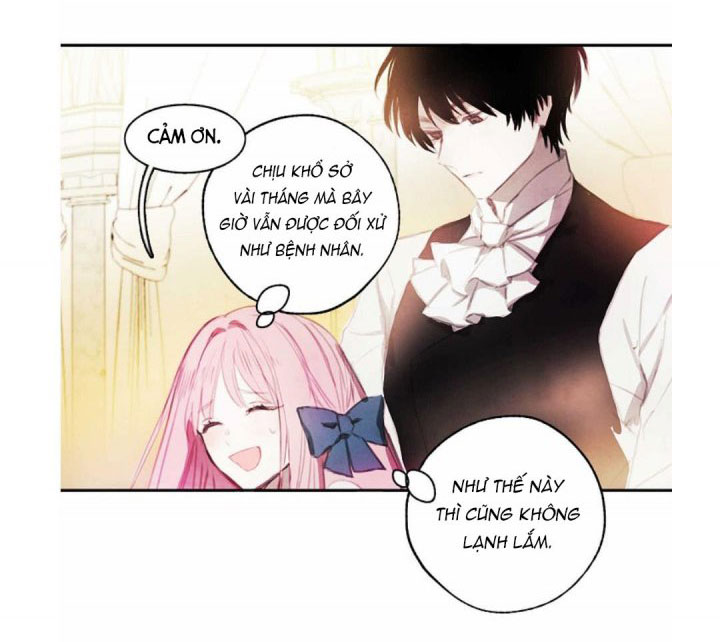 CẢM ƠN.
CHỊU KHỔ SỞ
VÀI THÁNG MÀ BÂY
GIỜ VẪN ĐƯỢC ĐỐI XỬ
NHƯ BỆNH NHÂN.
NHƯ THẾ NÀY
THÌ CŨNG KHÔNG
LẠNH LẮM.